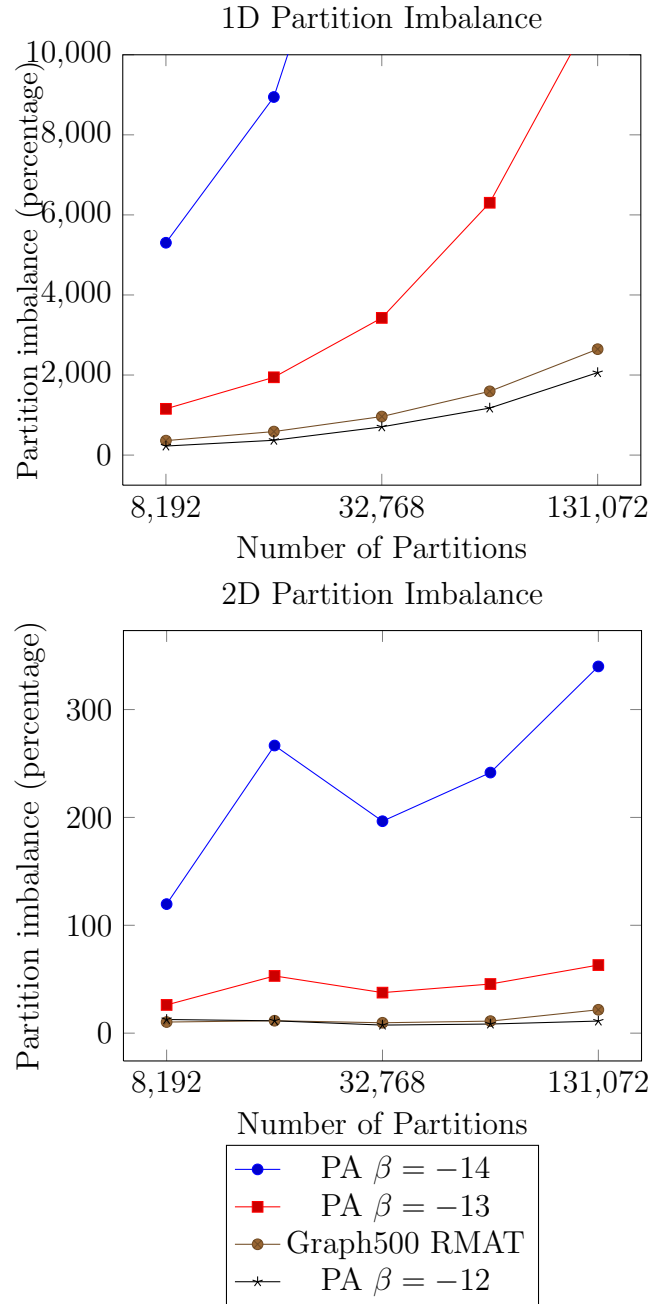 1D Partition Imbalance
Partition imbalance (percentage)
10,000
8,000
6,000
4,000
2,000
0
8,192 32,768 131,072
Number of Partitions
2D Partition Imbalance
Partition imbalance (percentage)
300
200
100
0
8,192 32,768 131,072
Number of Partitions
PA β = −14
PA β = −13
Graph500 RMAT
PA β = −12